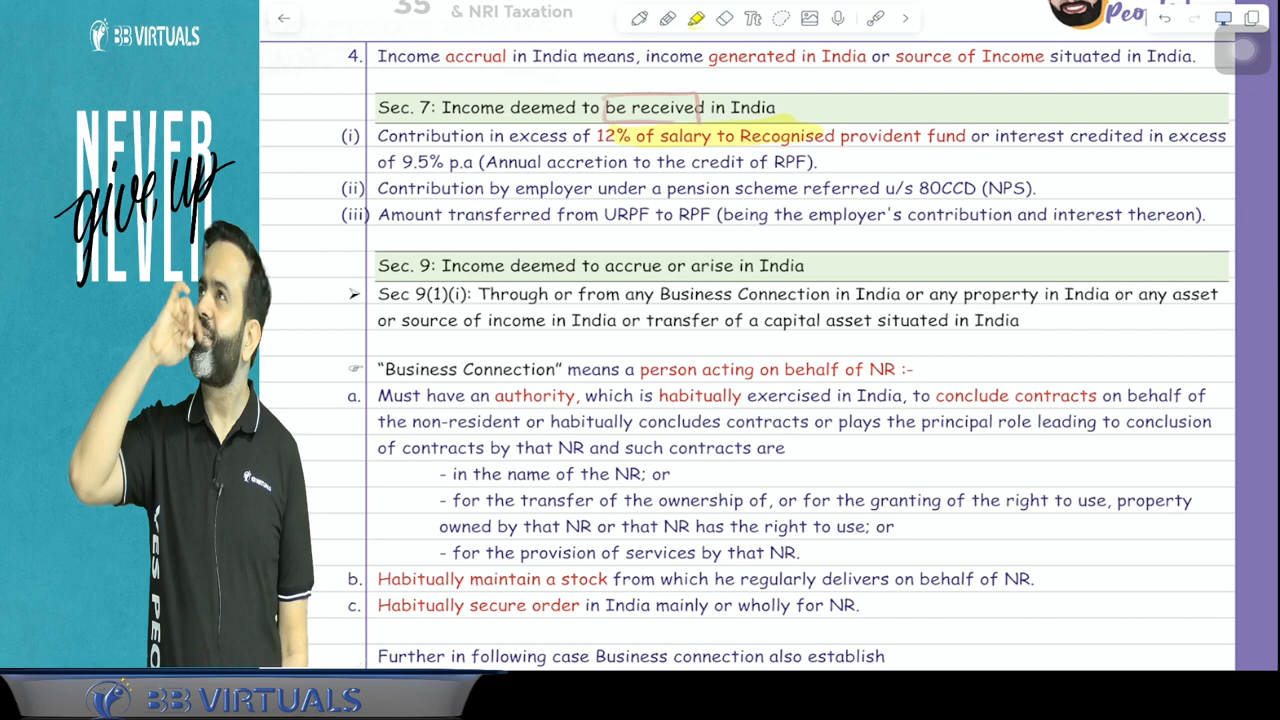 35
& NRI Taxation
BB VIRTUALS
NEVER
give up
NEVER
4. Income accrual in India means, income generated in India or source of Income situated in India.
Sec. 7: Income deemed to be received in India
(i) Contribution in excess of 12% of salary to Recognised provident fund or interest credited in excess
of 9.5% p.a (Annual accretion to the credit of RPF).
(ii) Contribution by employer under a pension scheme referred u/s 80CCD (NPS).
(iii) Amount transferred from URPF to RPF (being the employer's contribution and interest thereon).
Sec. 9: Income deemed to accrue or arise in India
➢ Sec 9(1)(i): Through or from any Business Connection in India or any property in India or any asset
or source of income in India or transfer of a capital asset situated in India
☞ “Business Connection” means a person acting on behalf of NR :-
a. Must have an authority, which is habitually exercised in India, to conclude contracts on behalf of
the non-resident or habitually concludes contracts or plays the principal role leading to conclusion
of contracts by that NR and such contracts are
- in the name of the NR; or
- for the transfer of the ownership of, or for the granting of the right to use, property
owned by that NR or that NR has the right to use; or
- for the provision of services by that NR.
b. Habitually maintain a stock from which he regularly delivers on behalf of NR.
c. Habitually secure order in India mainly or wholly for NR.
Further in following case Business connection also establish
BB VIRTUALS
YES PEO
BB VIRTUALS